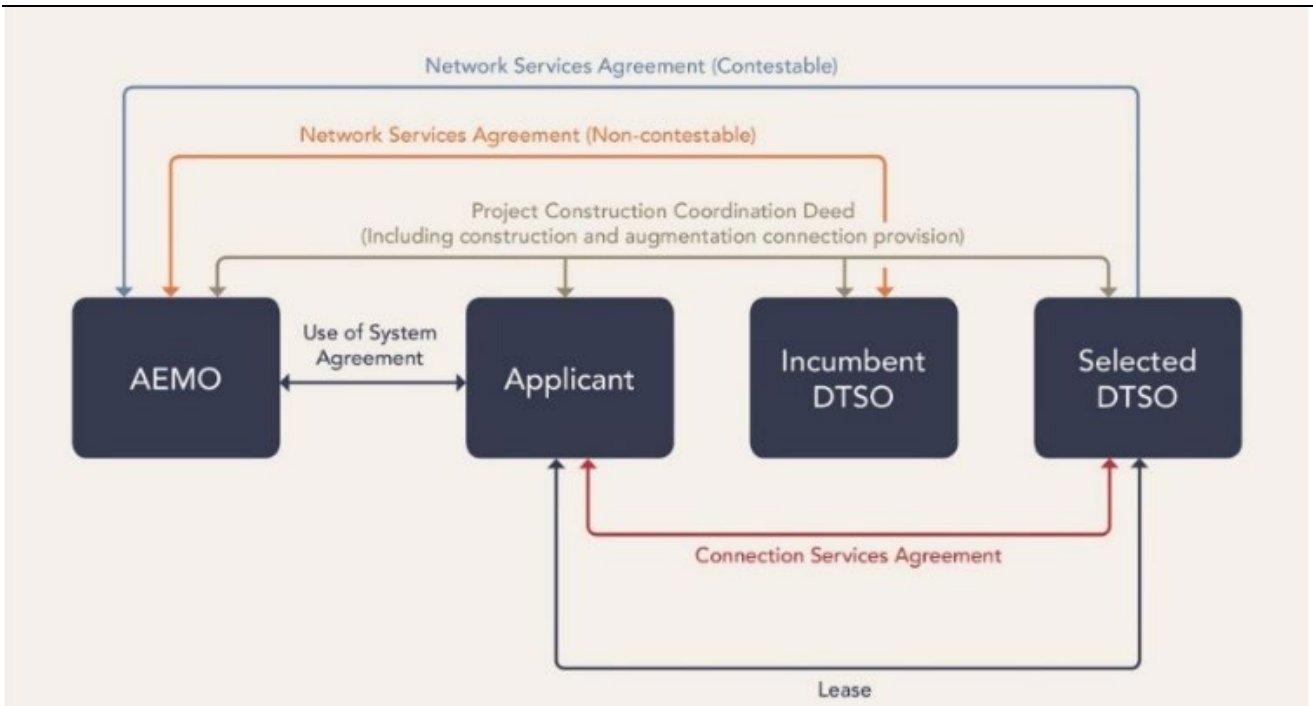 Network Services Agreement (Contestable)
Network Services Agreement (Non-contestable)
Project Construction Coordination Deed
(Including construction and augmentation connection provision)
Use of System
Agreement
AEMO
Applicant
Incumbent
DTSO
Selected
DTSO
Connection Services Agreement
Lease